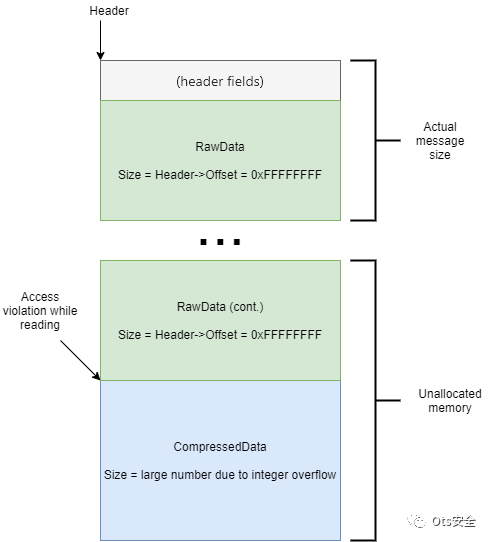 Header
(header fields)
RawData
Size = Header->Offset = 0xFFFFFFFF
Actual
message
size
...
RawData (cont.)
Size = Header->Offset = 0xFFFFFFFF
Access
violation while
reading
Unallocated
memory
CompressedData
Size = large number due to integer overflow
Ots安全